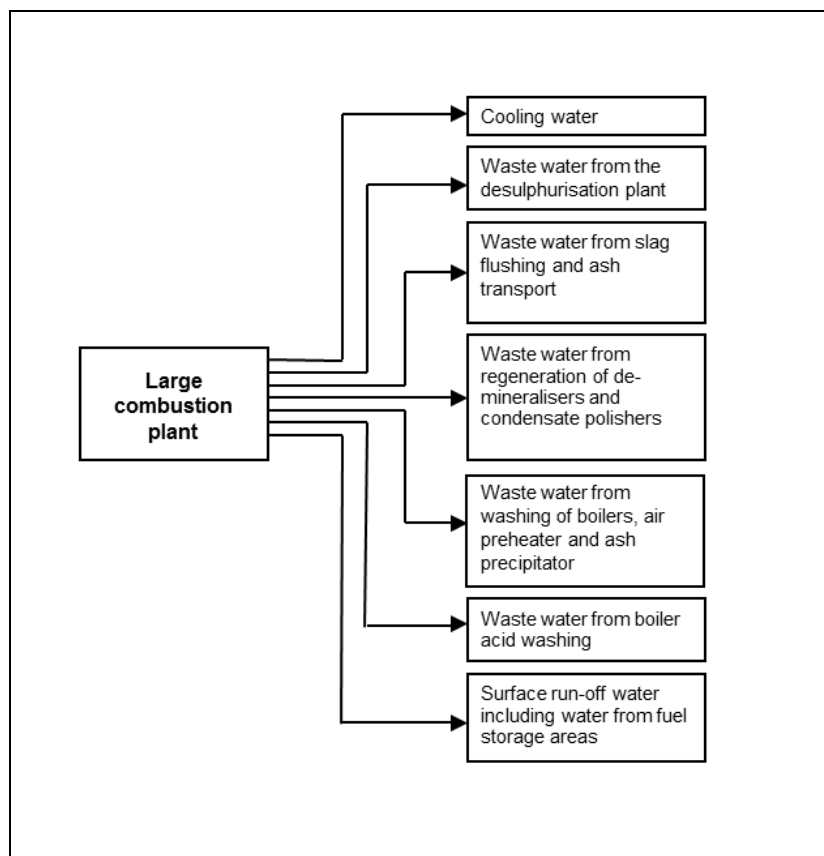 Cooling water
Waste water from the
desulphurisation plant
Waste water from slag
flushing and ash
transport
Large
combustion
plant
Waste water from
regeneration of de-
mineralisers and
condensate polishers
Waste water from
washing of boilers, air
preheater and ash
precipitator
Waste water from boiler
acid washing
Surface run-off water
including water from fuel
storage areas